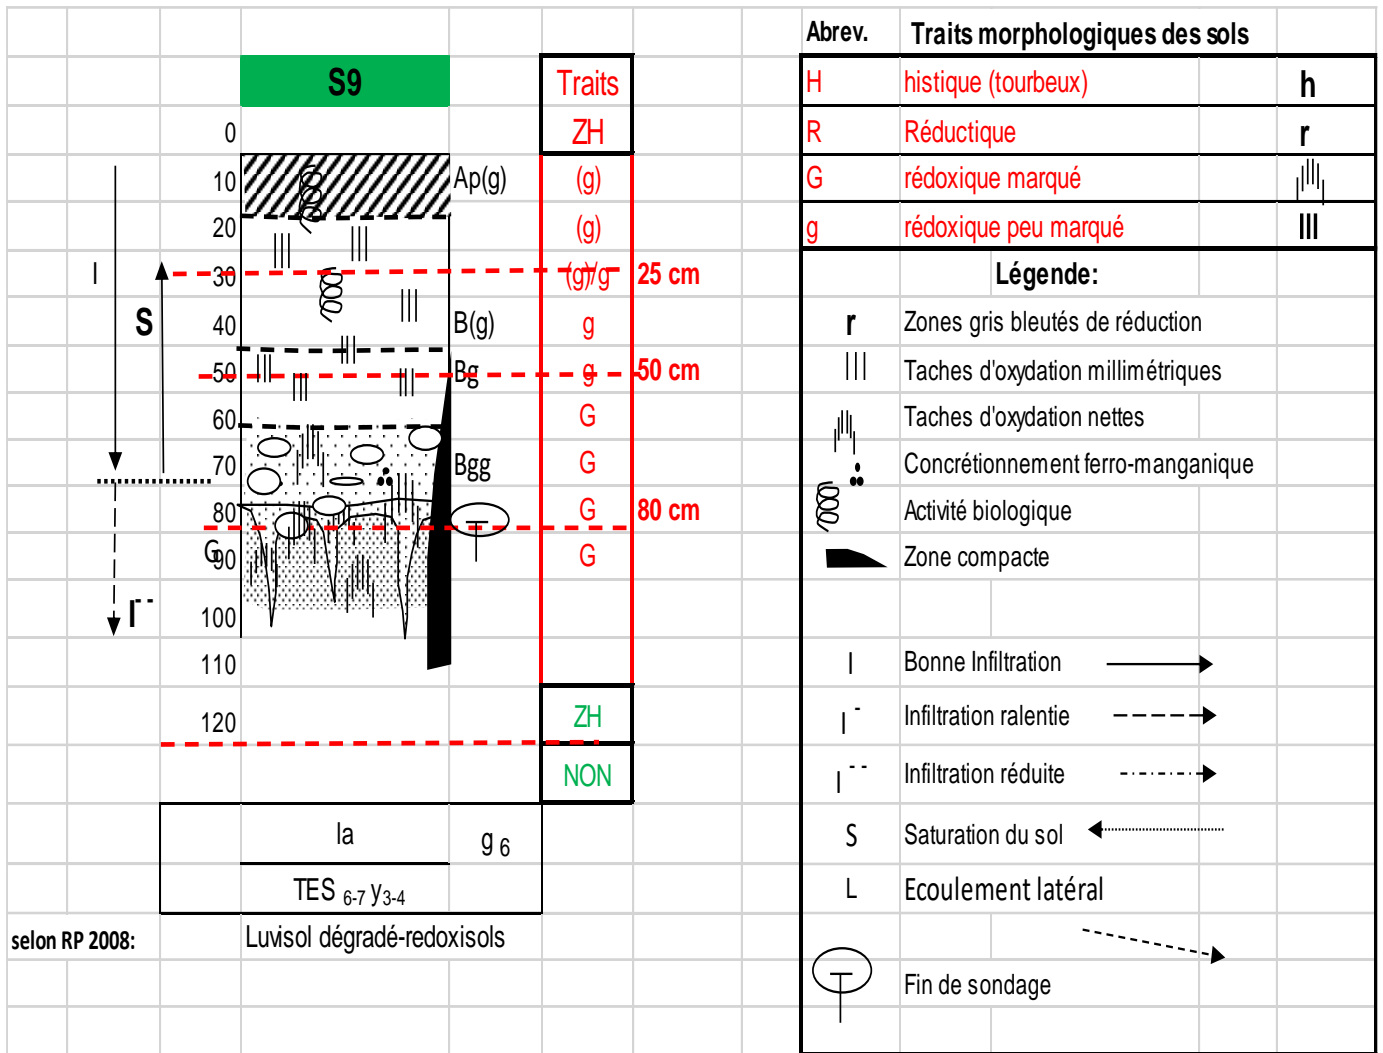 Abrev. Traits morphologiques des sols
S9 Traits
ZH
H histique (tourbeux) h
R Réductique r
G rédoxique marqué
g rédoxique peu marqué
0
10 Ap(g) (g)
20 (g)
30 (g)/g 25 cm
I
S
40 B(g) g
50 Bg g 50 cm
60 G
70 Bgg G
80 G 80 cm
G 90 G
100
I--
110
120 ZH
NON
la g 6
TES 6-7 y3-4
selon RP 2008: Luvisol dégradé-redoxisols
Légende:
r Zones gris bleutés de réduction
Taches d'oxydation millimétriques
Taches d'oxydation nettes
Concrétionnement ferro-manganique
Activité biologique
Zone compacte
I Bonne Infiltration
I- Infiltration ralentie
I-- Infiltration réduite
S Saturation du sol
L Ecoulement latéral
T Fin de sondage